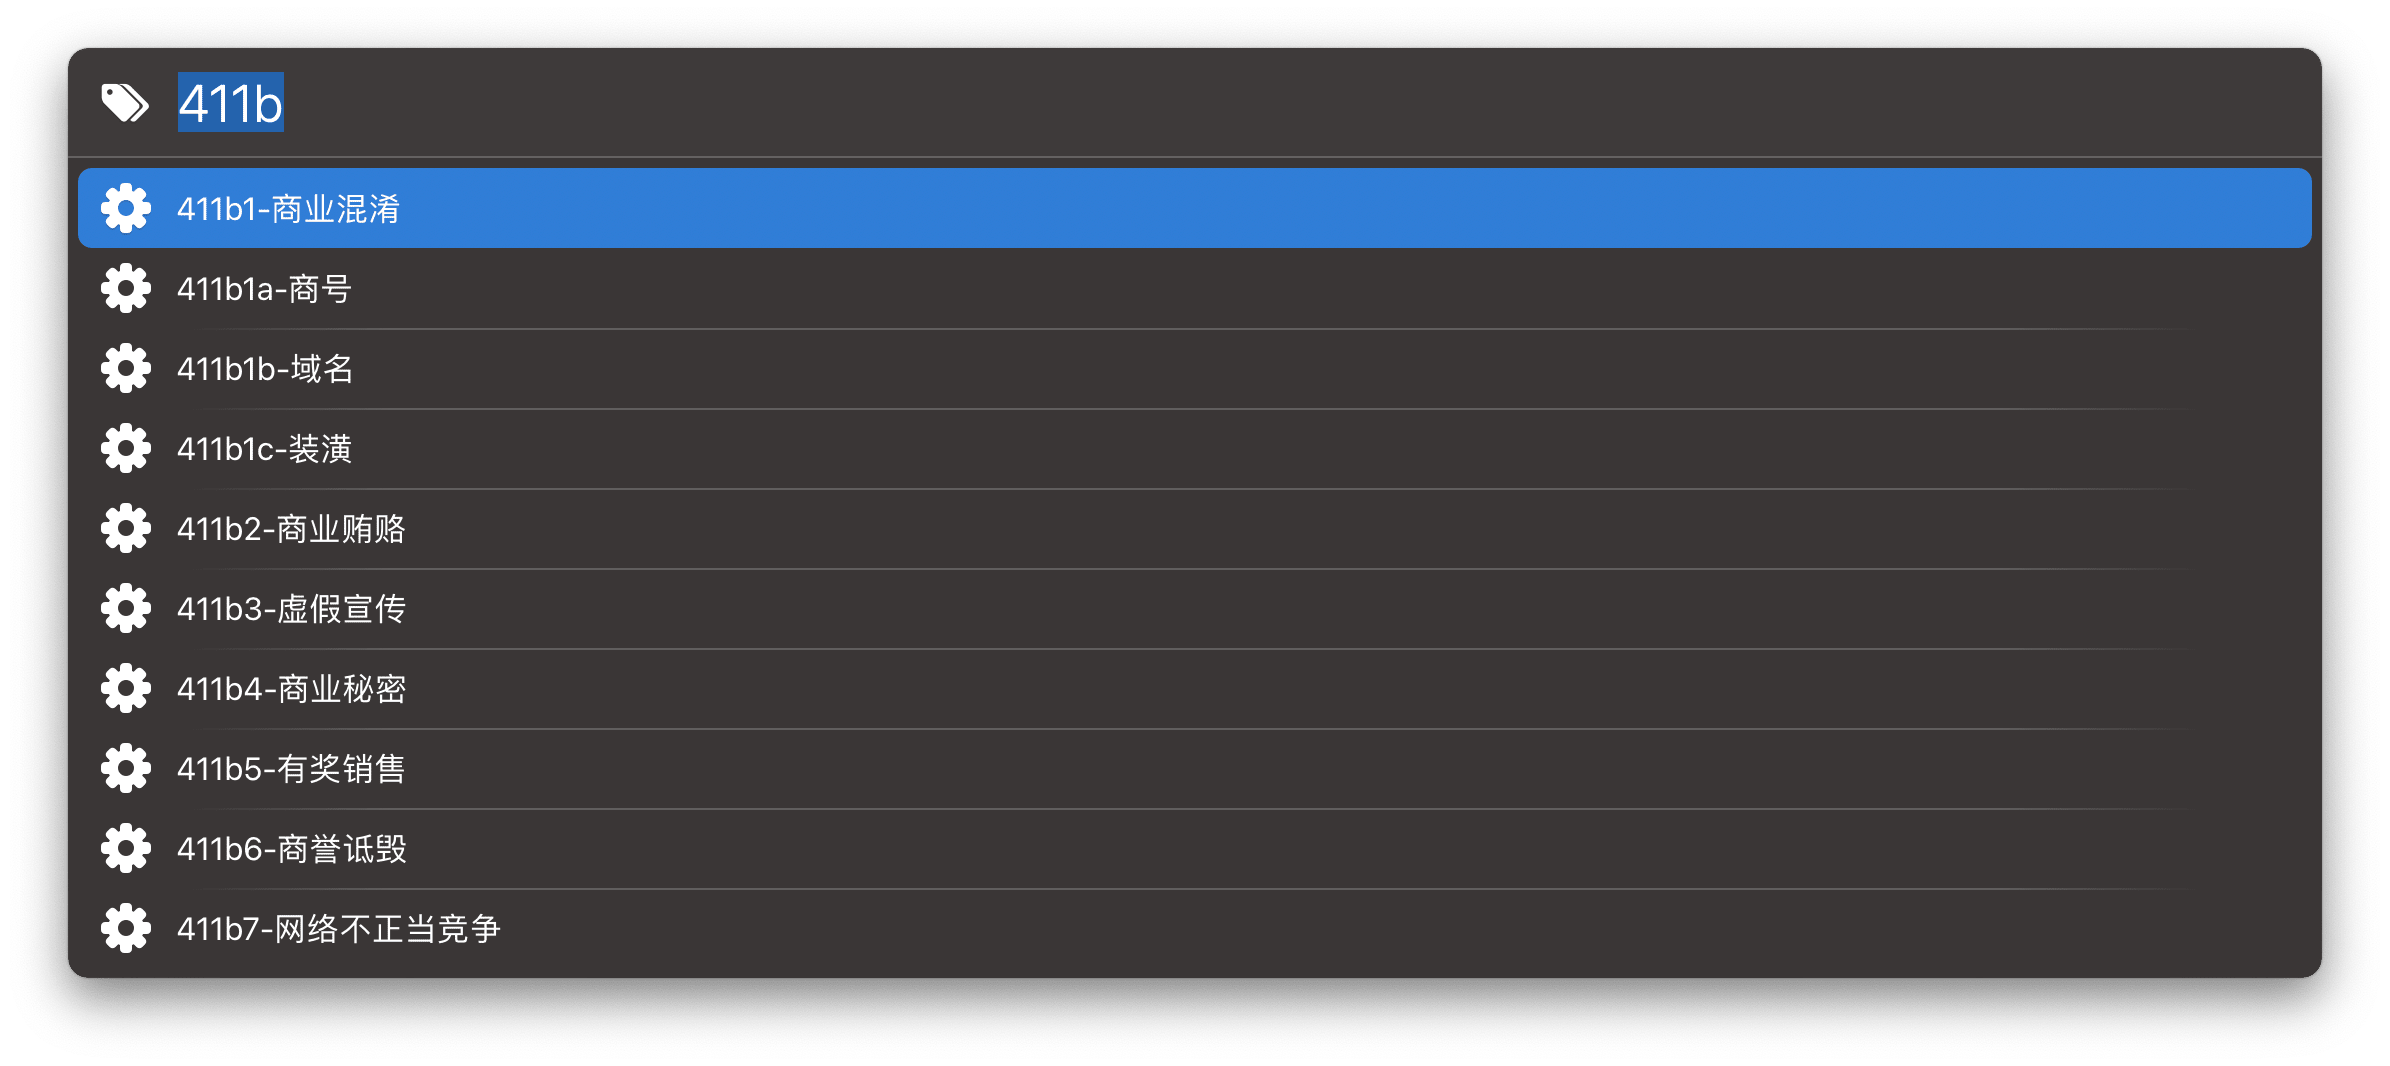 411b
411b1-商业混淆
411b1a-商号
411b1b-域名
411b1c-装潢
411b2-商业贿赂
411b3-虚假宣传
411b4-商业秘密
411b5-有奖销售
411b6-商誉诋毁
411b7-网络不正当竞争